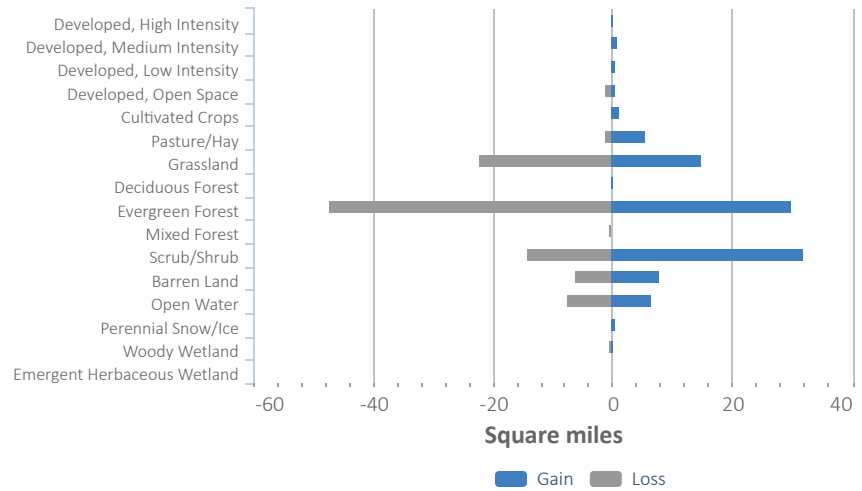 Developed, High Intensity
Developed, Medium Intensity
Developed, Low Intensity
Developed, Open Space
Cultivated Crops
Pasture/Hay
Grassland
Deciduous Forest
Evergreen Forest
Mixed Forest
Scrub/Shrub
Barren Land
Open Water
Perennial Snow/Ice
Woody Wetland
Emergent Herbaceous Wetland
-60 -40 -20 0 20 40
Square miles
Gain Loss